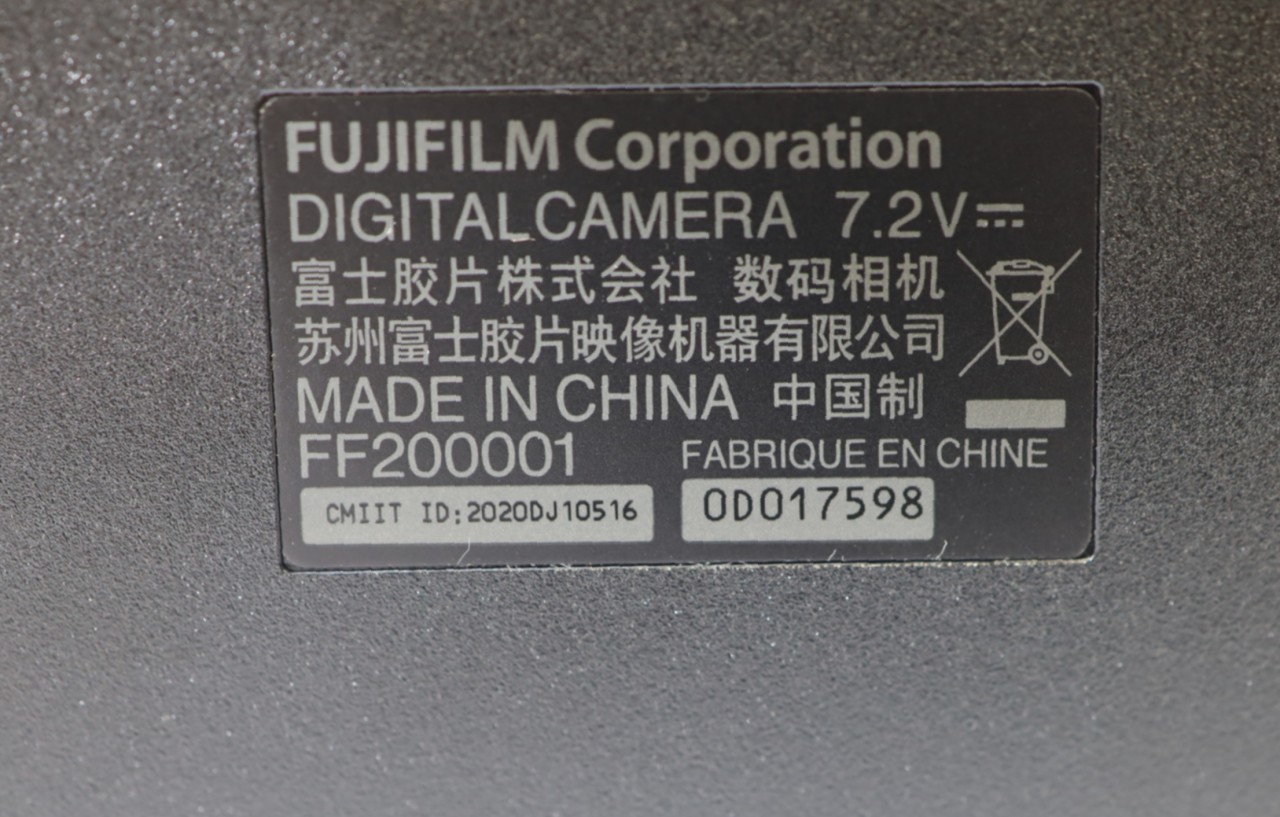 FUJIFILM Corporation
DIGITAL CAMERA 7.2V⎓
富士胶片株式会社 数码相机
苏州富士胶片映像机器有限公司
MADE IN CHINA 中国制
FF200001 FABRIQUE EN CHINE
CMIIT ID:2020DJ10516 0D017598